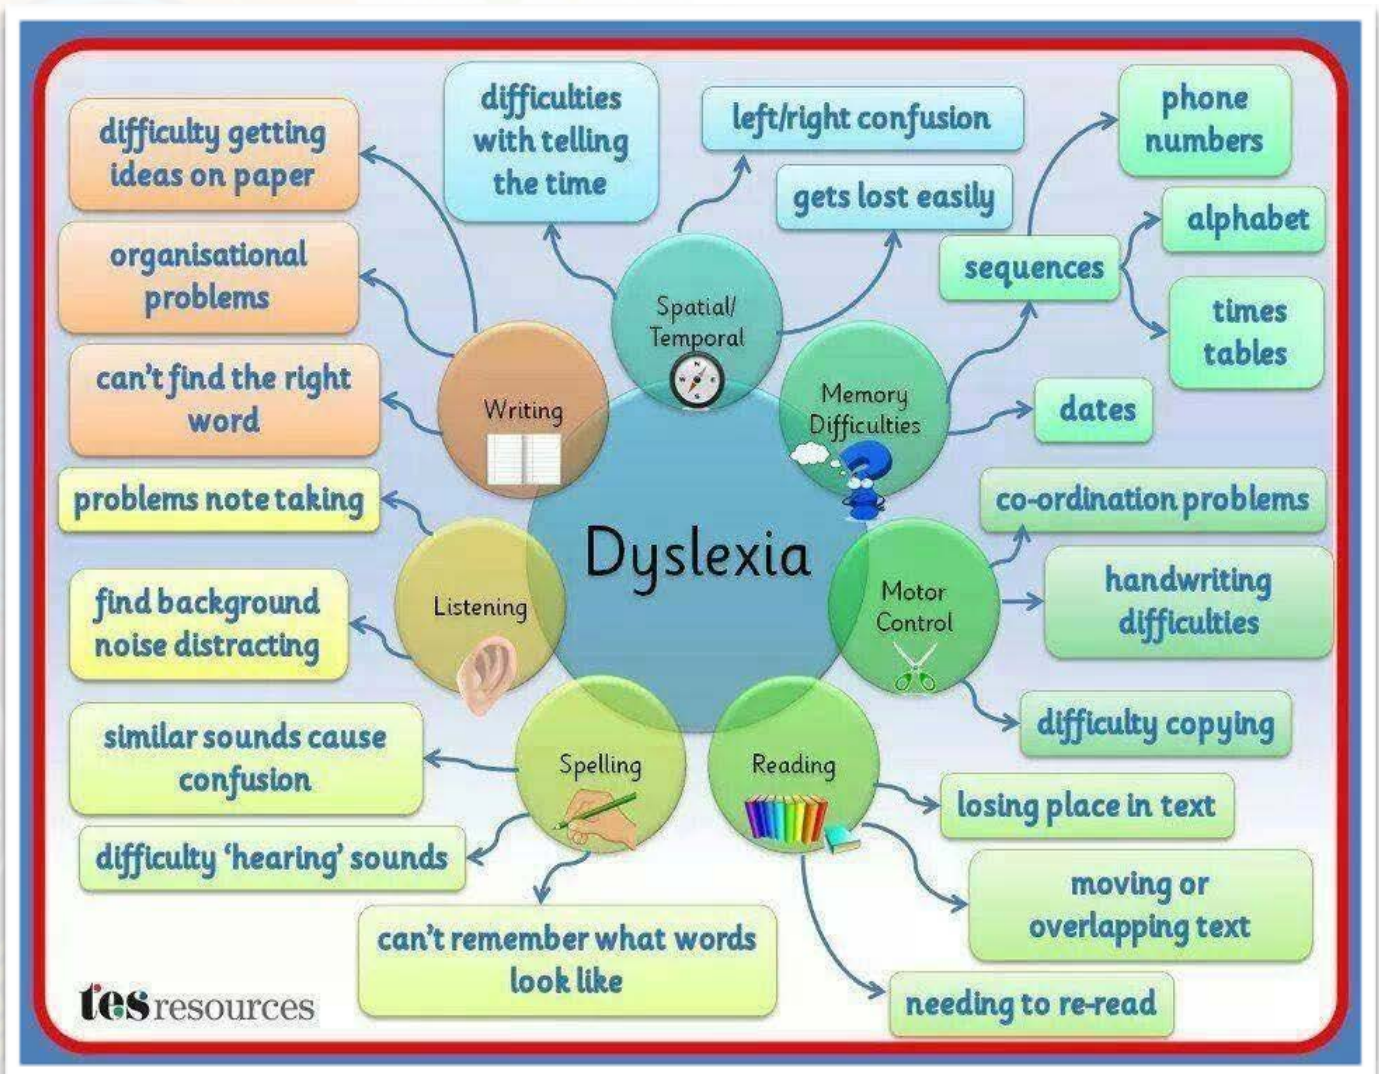 Dyslexia
Spatial/
Temporal
difficulties
with telling
the time
left/right confusion
gets lost easily
Memory
Difficulties
sequences
phone
numbers
alphabet
times
tables
dates
Motor
Control
co-ordination problems
handwriting
difficulties
difficulty copying
Reading
losing place in text
moving or
overlapping text
needing to re-read
Spelling
similar sounds cause
confusion
difficulty 'hearing' sounds
can't remember what words
look like
Listening
problems note taking
find background
noise distracting
Writing
difficulty getting
ideas on paper
organisational
problems
can't find the right
word
N
E
S
W
tes resources